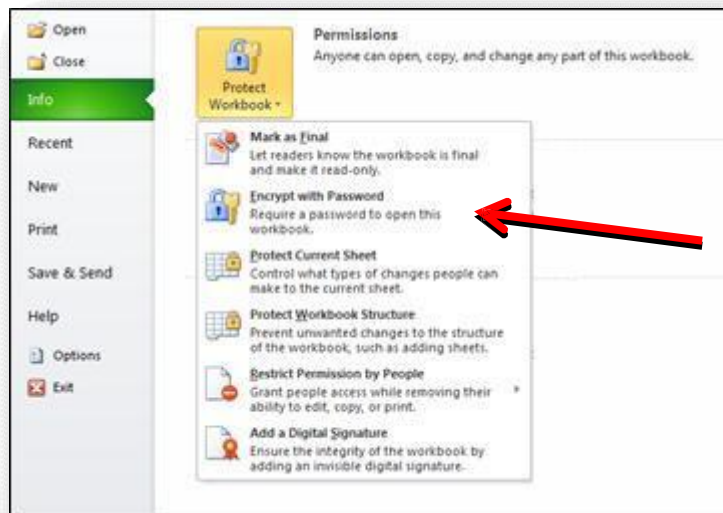 Open
Close
Info
Recent
New
Print
Save & Send
Help
Options
Exit
Protect
Workbook
Permissions
Anyone can open, copy, and change any part of this workbook.
Mark as Final
Let readers know the workbook is final
and make it read-only.
Encrypt with Password
Require a password to open this
workbook.
Protect Current Sheet
Control what types of changes people can
make to the current sheet.
Protect Workbook Structure
Prevent unwanted changes to the structure
of the workbook, such as adding sheets.
Restrict Permission by People
Grant people access while removing their
ability to edit, copy, or print.
Add a Digital Signature
Ensure the integrity of the workbook by
adding an invisible digital signature.